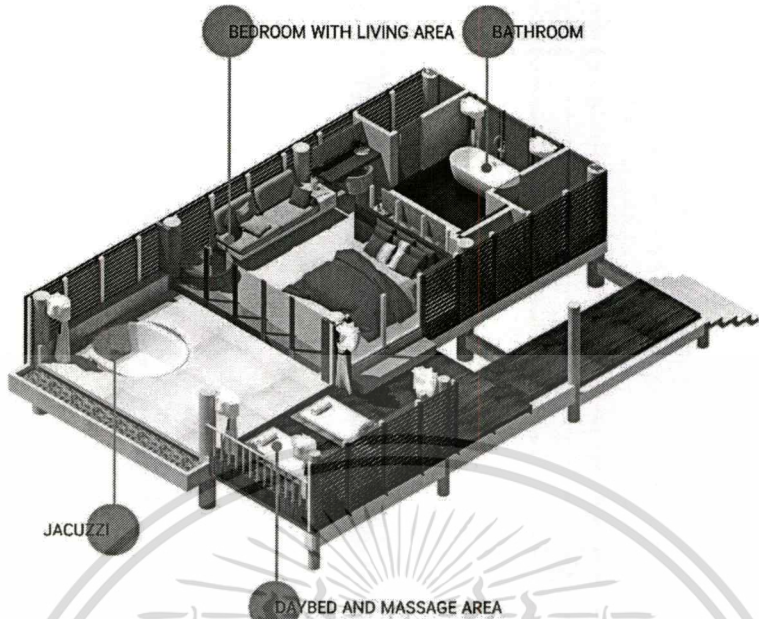 BEDROOM WITH LIVING AREA
BATHROOM
JACUZZI
DAYBED AND MASSAGE AREA